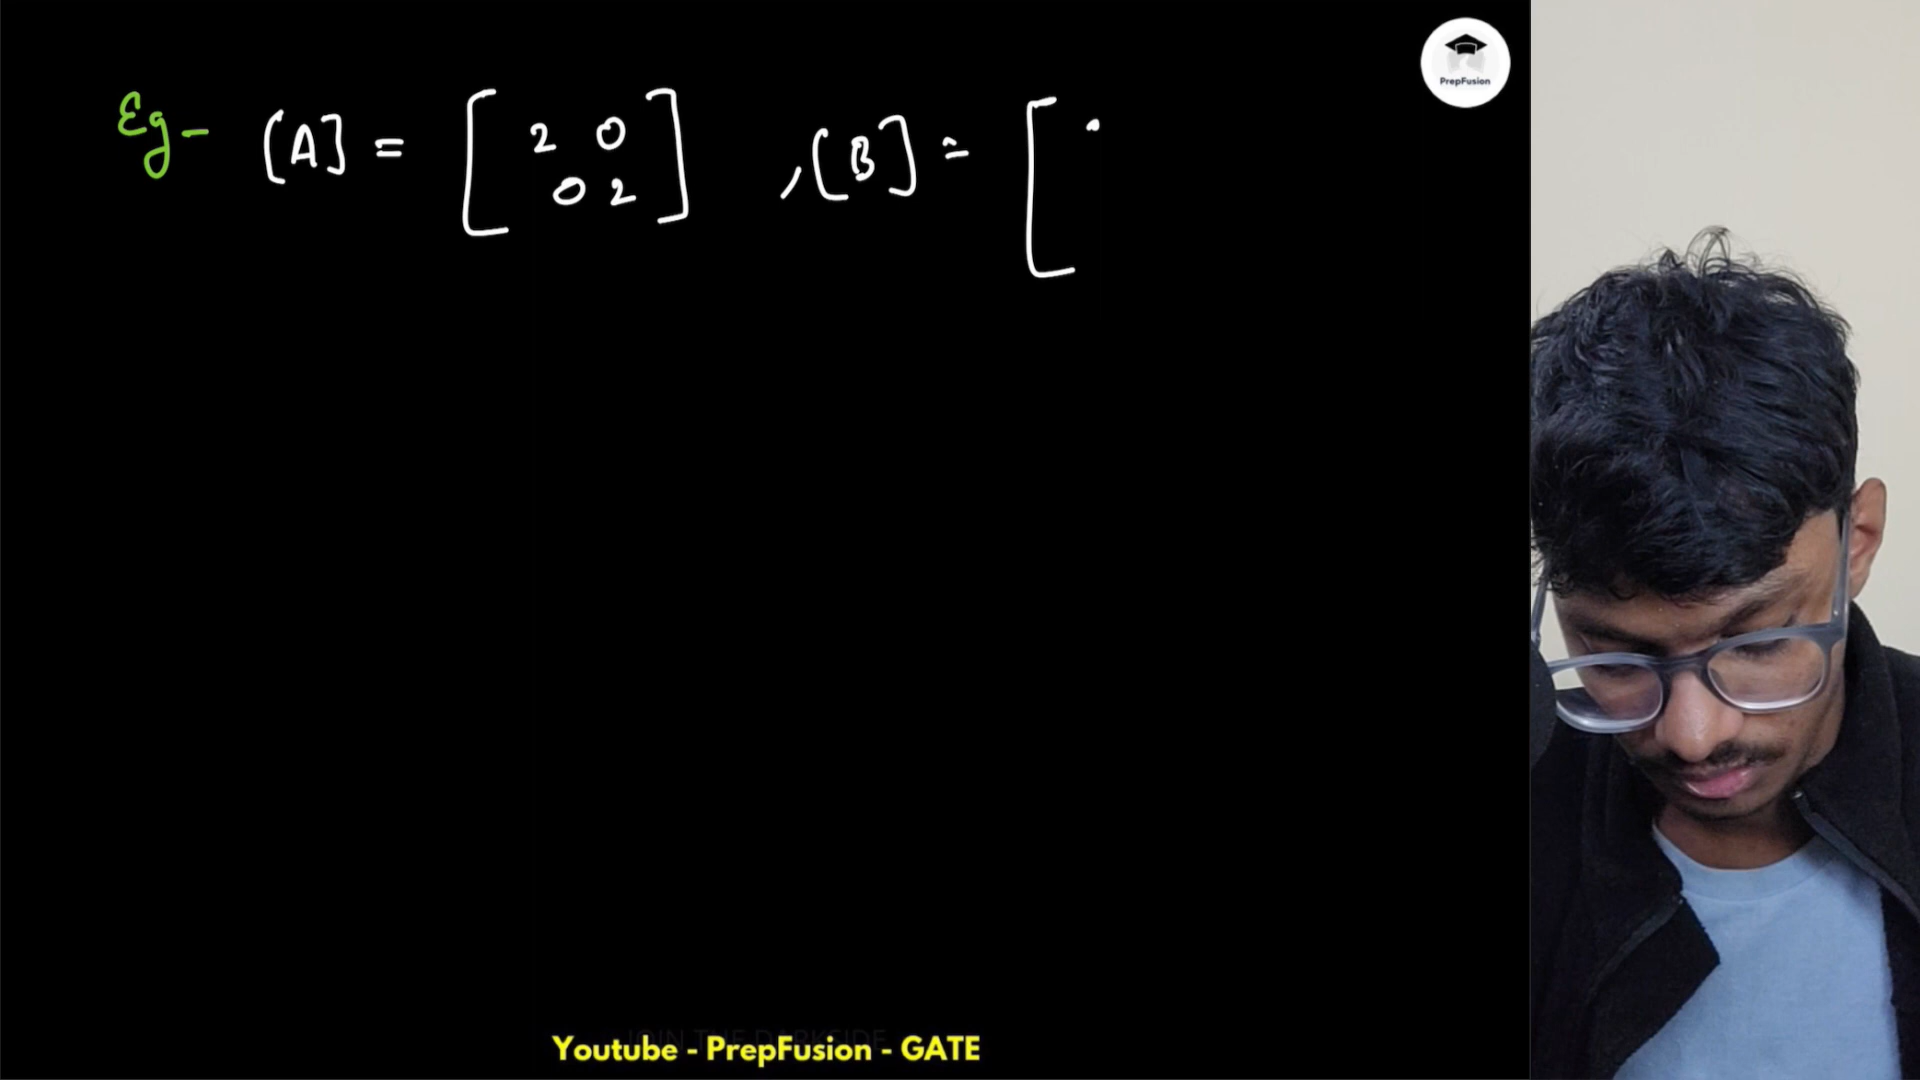 PrepFusion
Eg- [A] = [ 2 0 ] , [B] = [
0 2
Youtube - PrepFusion - GATE